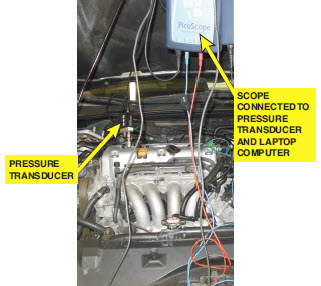 PicoScope
SCOPE
CONNECTED TO
PRESSURE
TRANSDUCER
AND LAPTOP
COMPUTER
PRESSURE
TRANSDUCER